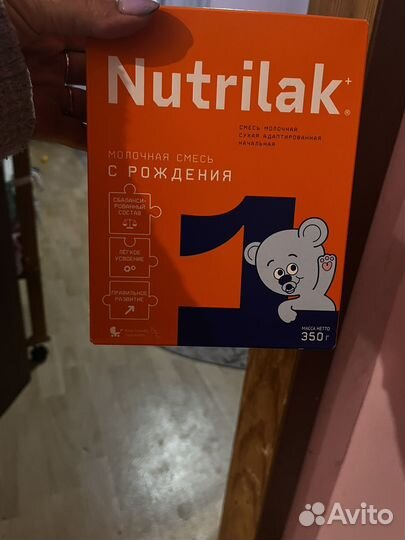 Nutrilak+®
СМЕСЬ МОЛОЧНАЯ
СУХАЯ АДАПТИРОВАННАЯ
НАЧАЛЬНАЯ
МОЛОЧНАЯ СМЕСЬ
С РОЖДЕНИЯ
СБАЛАНСИ-
РОВАННЫЙ
СОСТАВ
ЛЁГКОЕ
УСВОЕНИЕ
ПРАВИЛЬНОЕ
РАЗВИТИЕ
1
МАССА НЕТТО
350 г
Avito